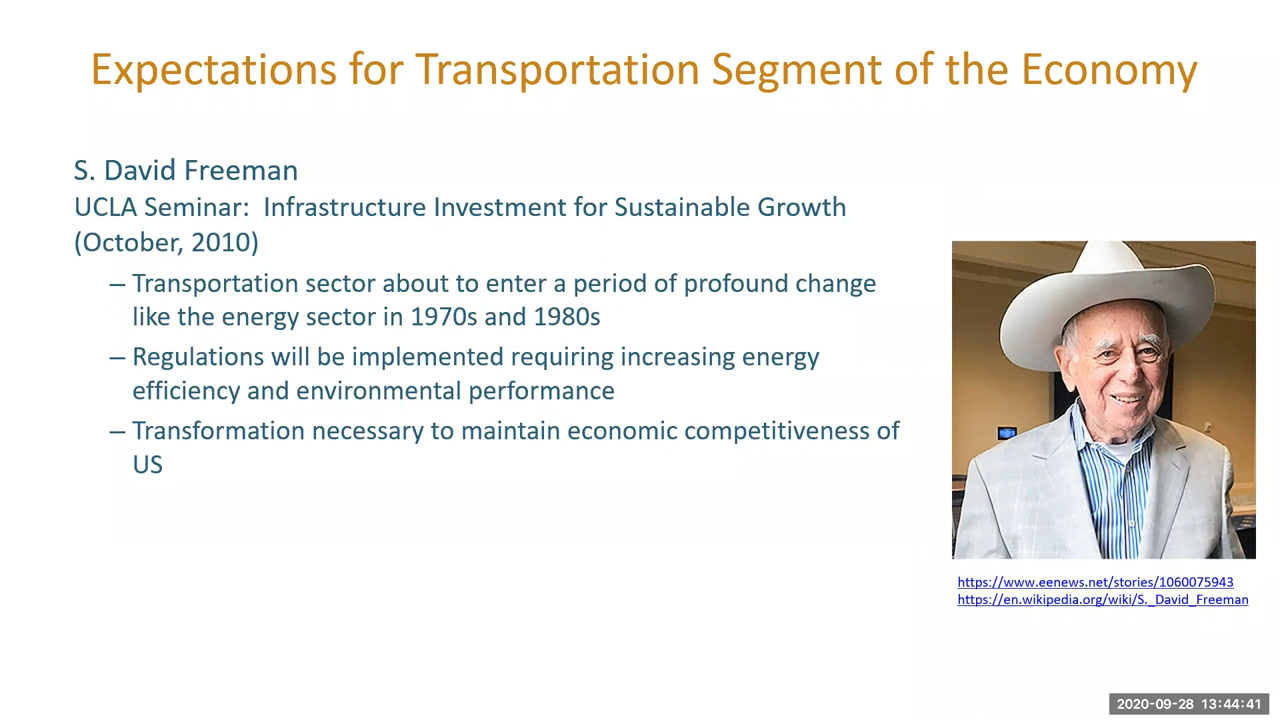 Expectations for Transportation Segment of the Economy
S. David Freeman
UCLA Seminar:  Infrastructure Investment for Sustainable Growth
(October, 2010)
– Transportation sector about to enter a period of profound change
like the energy sector in 1970s and 1980s
– Regulations will be implemented requiring increasing energy
efficiency and environmental performance
– Transformation necessary to maintain economic competitiveness of
US
https://www.eenews.net/stories/1060075943
https://en.wikipedia.org/wiki/S._David_Freeman
2020-09-28 13:44:41